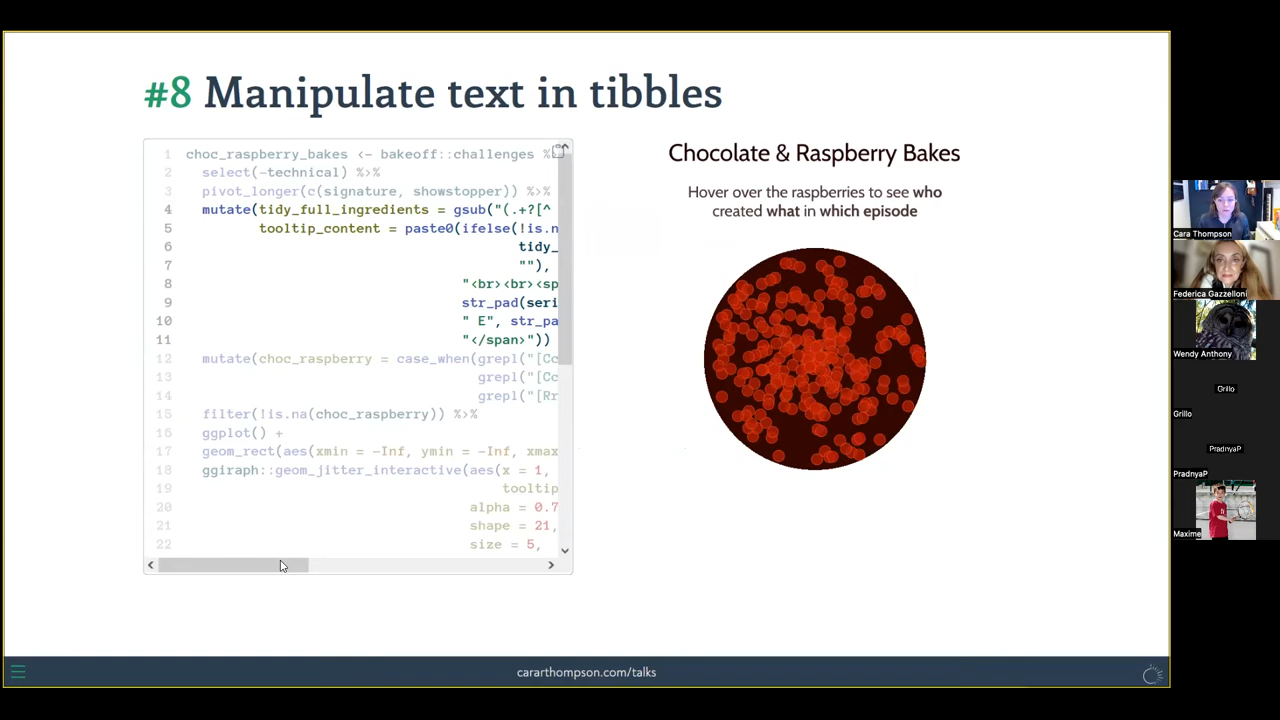 #8 Manipulate text in tibbles
1 choc_raspberry_bakes <- bakeoff::challenges %
2 select(-technical) %>%
3 pivot_longer(c(signature, showstopper)) %>%
4 mutate(tidy_full_ingredients = gsub("(.+?[^
5 tooltip_content = paste0(ifelse(!is.n
6 tidy_
7 ""),
8 "<br><br><sp
9 str_pad(seri
10 " E", str_pa
11 "</span>"))
12 mutate(choc_raspberry = case_when(grepl("[Cc
13 grepl("[Cc
14 grepl("[Rr
15 filter(!is.na(choc_raspberry)) %>%
16 ggplot() +
17 geom_rect(aes(xmin = -Inf, ymin = -Inf, xmax
18 ggiraph::geom_jitter_interactive(aes(x = 1,
19 tooltip
20 alpha = 0.7
21 shape = 21,
22 size = 5,
Chocolate & Raspberry Bakes
Hover over the raspberries to see who
created what in which episode
cararthompson.com/talks
Cara Thompson
Federica Gazzelloni
Wendy Anthony
Grillo
Grillo
PradnyaP
PradnyaP
Maxime